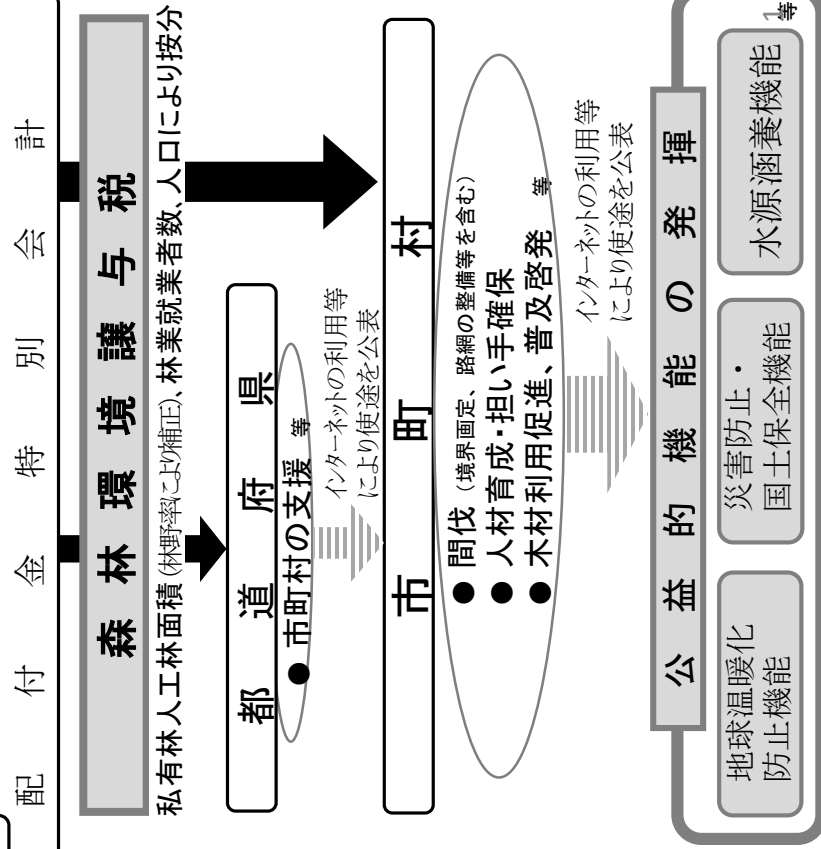 配付金特別会計
森林環境譲与税
私有林人工林面積(林野率により補正)、林業就業者数、人口により按分
都道府県
● 市町村の支援 等
インターネットの利用等
により使途を公表
市町村
● 間伐(境界画定、路網の整備等を含む)
● 人材育成・担い手確保
● 木材利用促進、普及啓発 等
インターネットの利用等
により使途を公表
公益的機能の発揮
地球温暖化
防止機能
災害防止・
国土保全機能
水源涵養機能
等
1